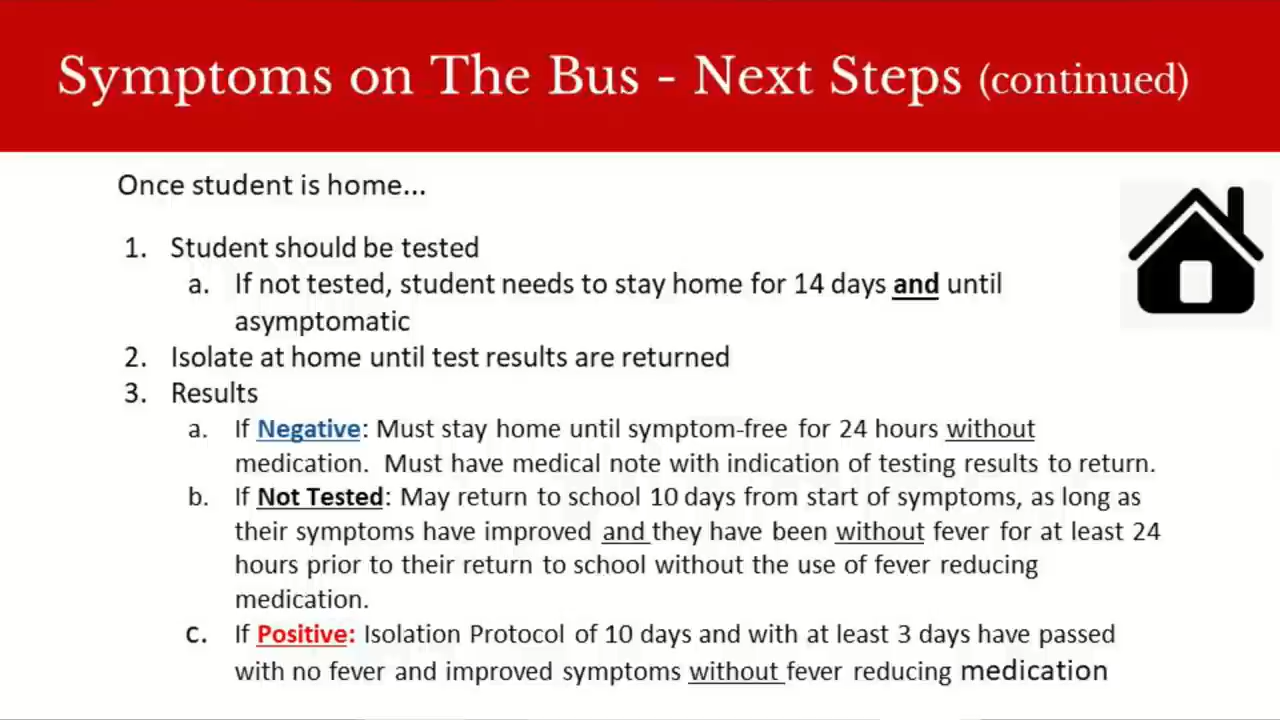 Symptoms on The Bus - Next Steps (continued)
Once student is home...
1. Student should be tested
a. If not tested, student needs to stay home for 14 days and until
asymptomatic
2. Isolate at home until test results are returned
3. Results
a. If Negative: Must stay home until symptom-free for 24 hours without
medication. Must have medical note with indication of testing results to return.
b. If Not Tested: May return to school 10 days from start of symptoms, as long as
their symptoms have improved and they have been without fever for at least 24
hours prior to their return to school without the use of fever reducing
medication.
c. If Positive: Isolation Protocol of 10 days and with at least 3 days have passed
with no fever and improved symptoms without fever reducing medication